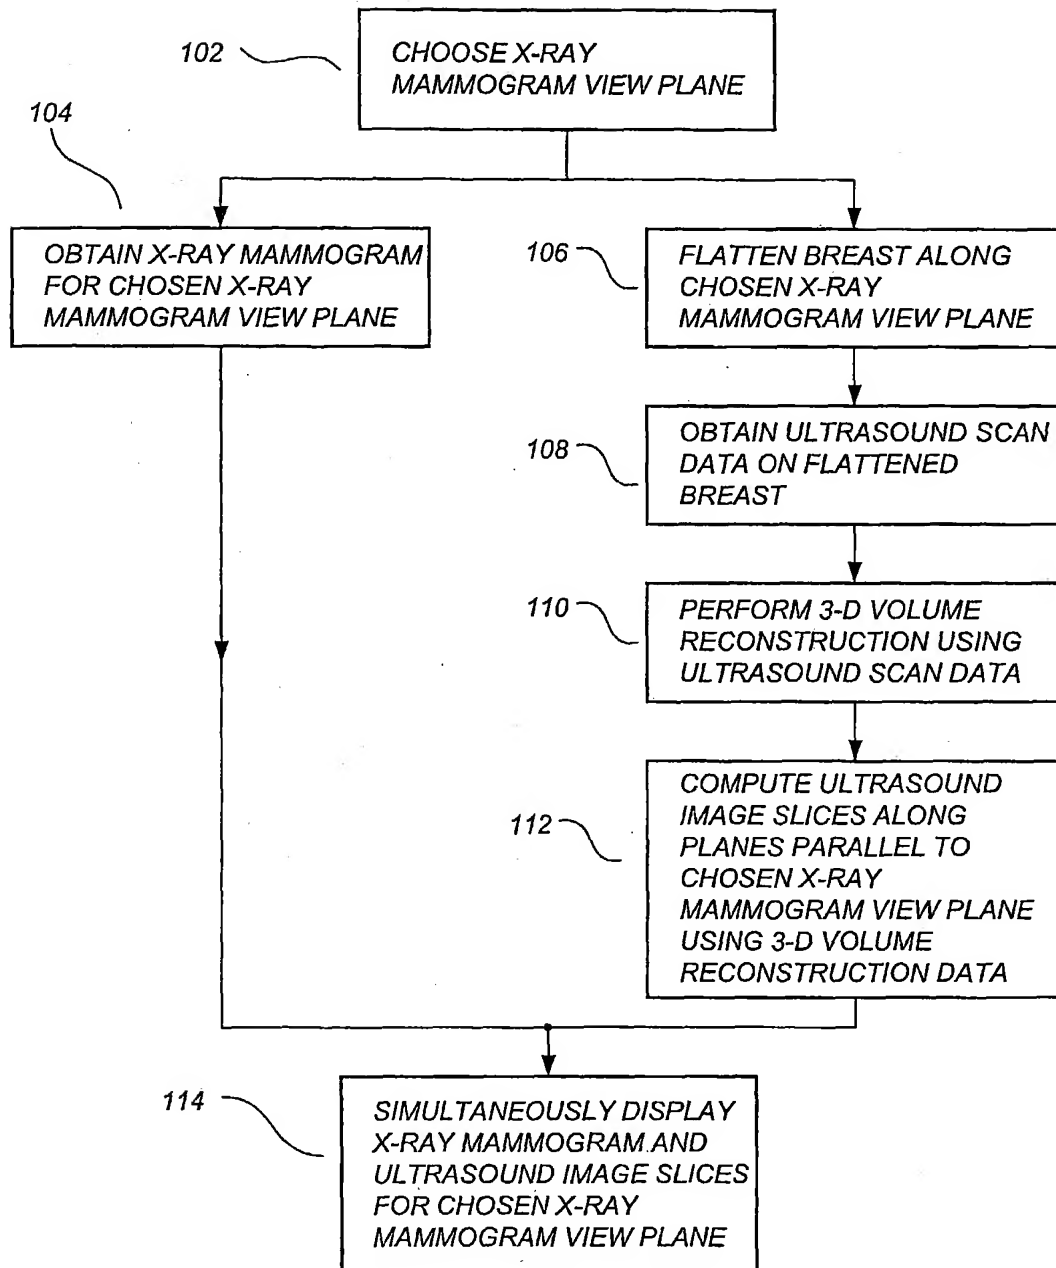 102
CHOOSE X-RAY
MAMMOGRAM VIEW PLANE
104
OBTAIN X-RAY MAMMOGRAM
FOR CHOSEN X-RAY
MAMMOGRAM VIEW PLANE
106
FLATTEN BREAST ALONG
CHOSEN X-RAY
MAMMOGRAM VIEW PLANE
108
OBTAIN ULTRASOUND SCAN
DATA ON FLATTENED
BREAST
110
PERFORM 3-D VOLUME
RECONSTRUCTION USING
ULTRASOUND SCAN DATA
112
COMPUTE ULTRASOUND
IMAGE SLICES ALONG
PLANES PARALLEL TO
CHOSEN X-RAY
MAMMOGRAM VIEW PLANE
USING 3-D VOLUME
RECONSTRUCTION DATA
114
SIMULTANEOUSLY DISPLAY
X-RAY MAMMOGRAM AND
ULTRASOUND IMAGE SLICES
FOR CHOSEN X-RAY
MAMMOGRAM VIEW PLANE